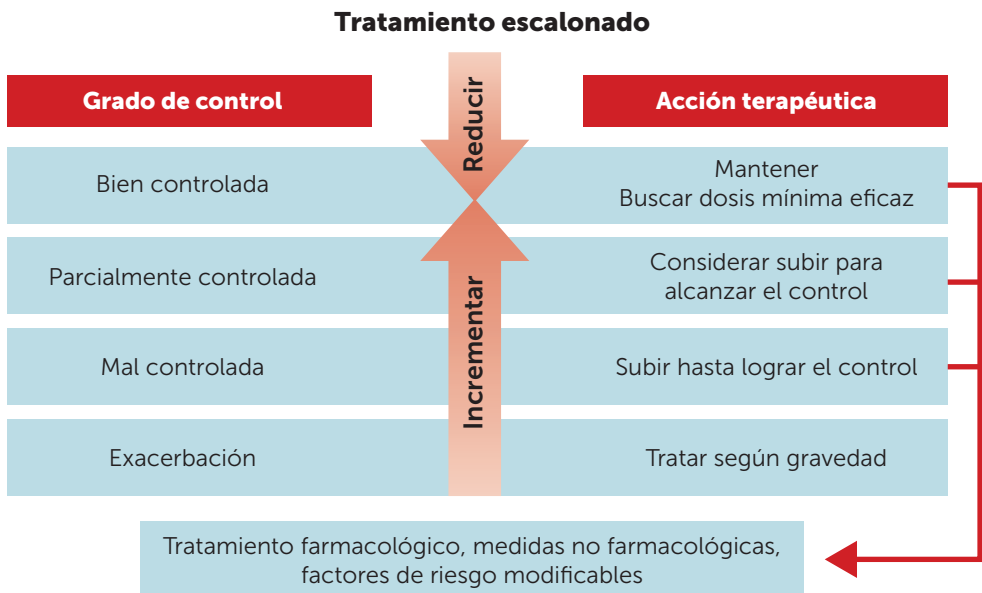 Tratamiento escalonado
Grado de control
Reducir
Acción terapéutica
Bien controlada
Mantener
Buscar dosis mínima eficaz
Parcialmente controlada
Incrementar
Considerar subir para
alcanzar el control
Mal controlada
Subir hasta lograr el control
Exacerbación
Tratar según gravedad
Tratamiento farmacológico, medidas no farmacológicas,
factores de riesgo modificables